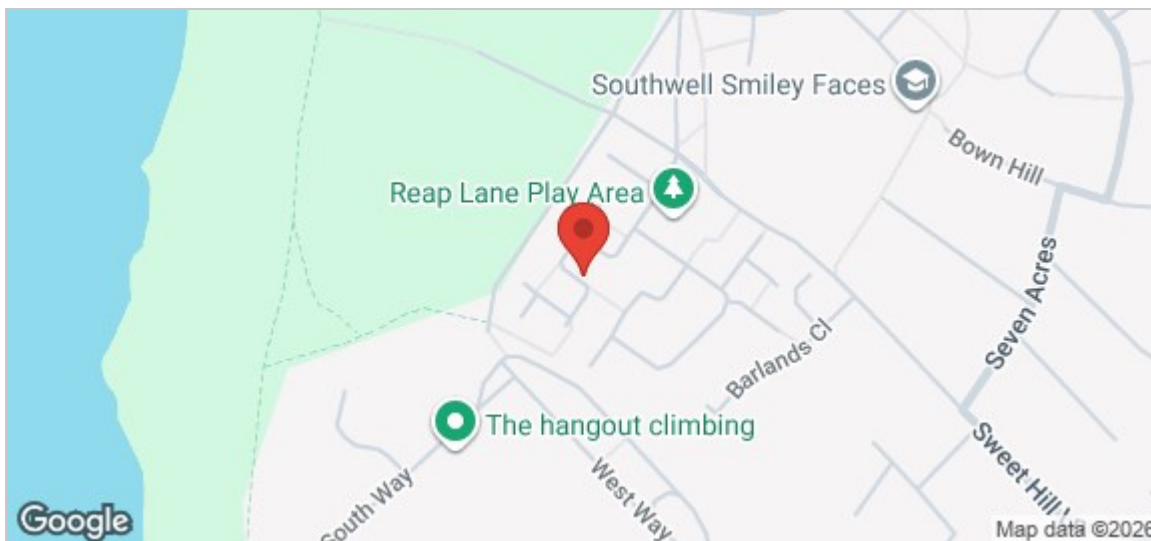 Southwell Smiley Faces
Bown Hill
Reap Lane Play Area
Seven Acres
Barlands Cl
The hangout climbing
Sweet Hill
South Way
West Way
Google
Map data ©2026